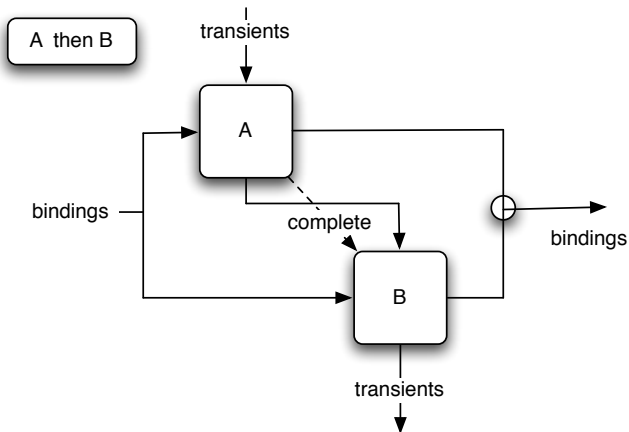 A then B
transients
A
bindings
complete
bindings
B
transients